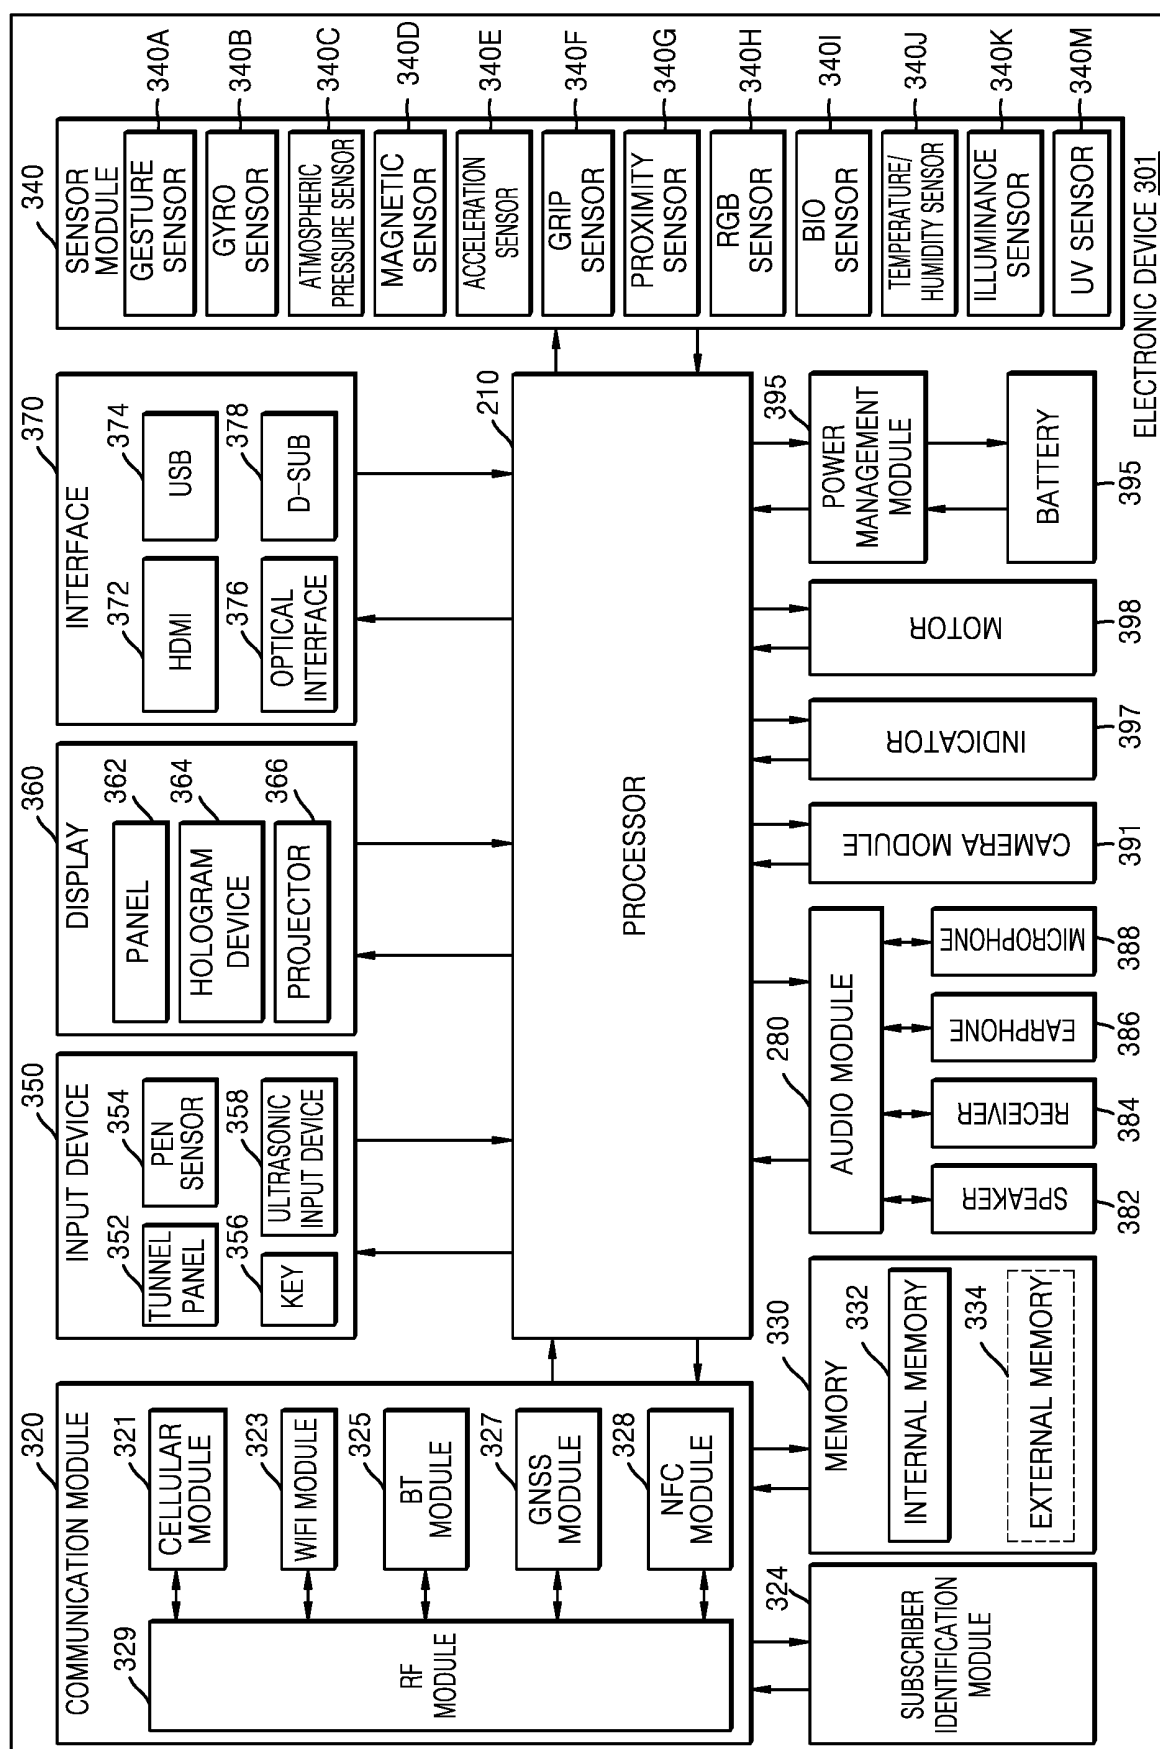 COMMUNICATION MODULE
320
CELLULAR
MODULE
321
WIFI MODULE
323
BT
MODULE
325
GNSS
MODULE
327
NFC
MODULE
328
RF
MODULE
329
SUBSCRIBER
IDENTIFICATION
MODULE
324
MEMORY
330
INTERNAL MEMORY
332
EXTERNAL MEMORY
334
INPUT DEVICE
350
TUNNEL
PANEL
352
PEN
SENSOR
354
KEY
356
ULTRASONIC
INPUT DEVICE
358
DISPLAY
360
PANEL
362
HOLOGRAM
DEVICE
364
PROJECTOR
366
INTERFACE
370
HDMI
372
USB
374
OPTICAL
INTERFACE
376
D-SUB
378
PROCESSOR
210
AUDIO MODULE
280
SPEAKER
382
RECEIVER
384
EARPHONE
386
MICROPHONE
388
CAMERA MODULE
391
INDICATOR
397
MOTOR
398
POWER
MANAGEMENT
MODULE
395
BATTERY
395
SENSOR
MODULE
340
GESTURE
SENSOR
340A
GYRO
SENSOR
340B
ATMOSPHERIC
PRESSURE SENSOR
340C
MAGNETIC
SENSOR
340D
ACCELERATION
SENSOR
340E
GRIP
SENSOR
340F
PROXIMITY
SENSOR
340G
RGB
SENSOR
340H
BIO
SENSOR
340I
TEMPERATURE/
HUMIDITY SENSOR
340J
ILLUMINANCE
SENSOR
340K
UV SENSOR
340M
ELECTRONIC DEVICE 301